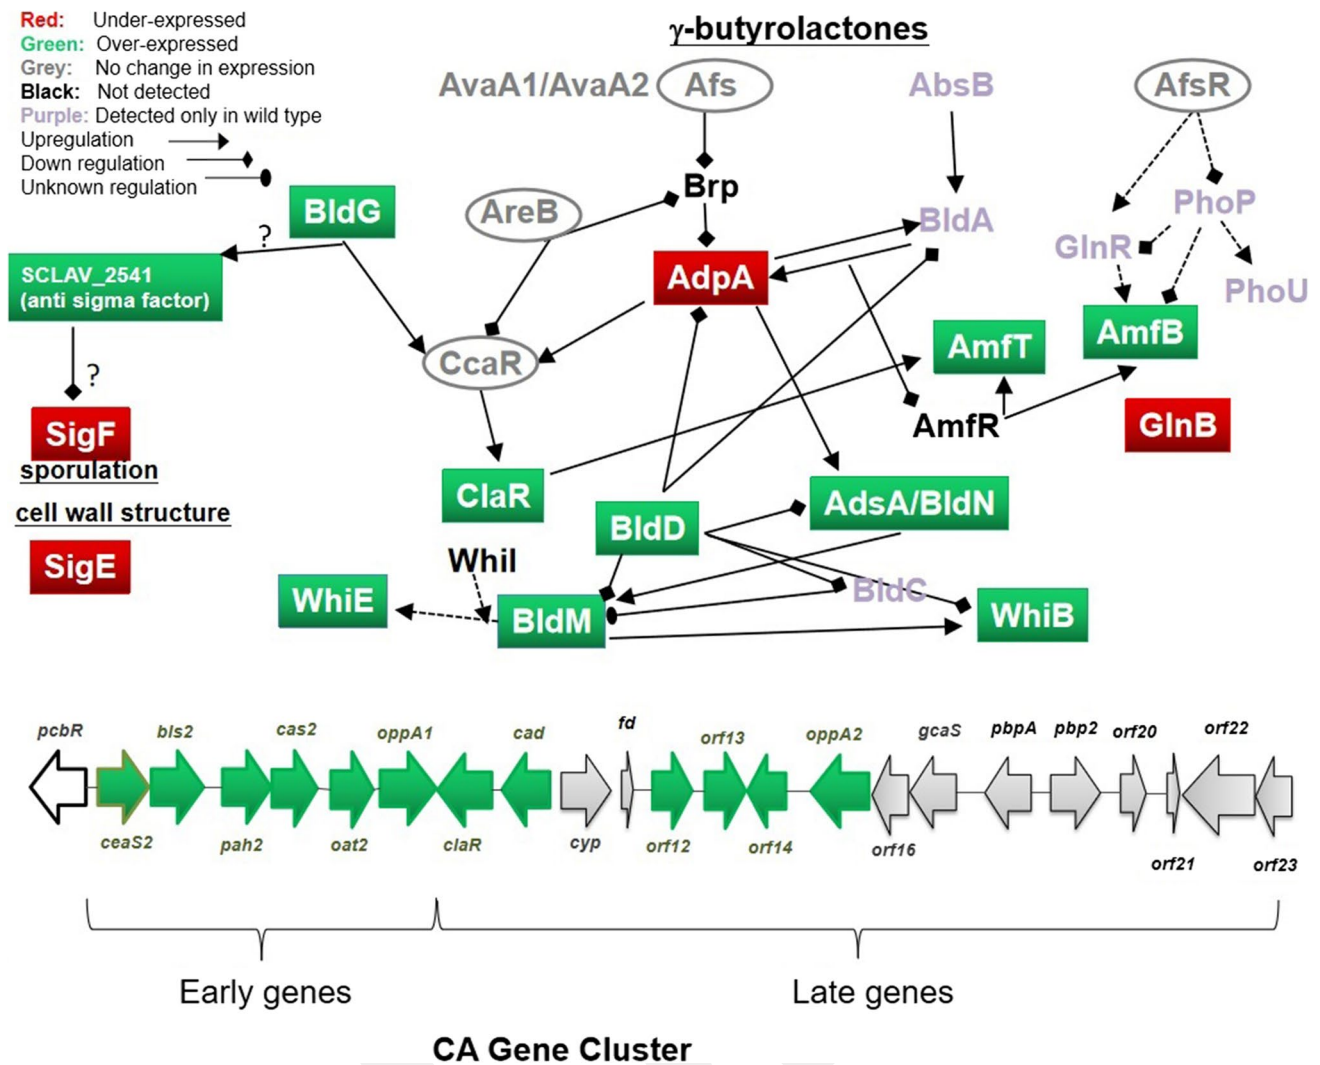 Red: Under-expressed
Green: Over-expressed
Grey: No change in expression
Black: Not detected
Purple: Detected only in wild type
Upregulation
Down regulation
Unknown regulation
γ-butyrolactones
AvaA1/AvaA2
Afs
AbsB
AfsR
BldG
AreB
Brp
BldA
PhoP
GlnR
PhoU
?
SCLAV_2541
(anti sigma factor)
AdpA
AmfB
AmfT
CcaR
?
SigF
sporulation
AmfR
GlnB
cell wall structure
ClaR
BldD
AdsA/BldN
SigE
WhiI
WhiE
BldM
BldC
WhiB
pcbR
bls2
cas2
oppA1
cad
fd
orf13
oppA2
gcaS
pbpA
pbp2
orf20
orf22
ceaS2
pah2
oat2
claR
cyp
orf12
orf14
orf16
orf21
orf23
Early genes
Late genes
CA Gene Cluster